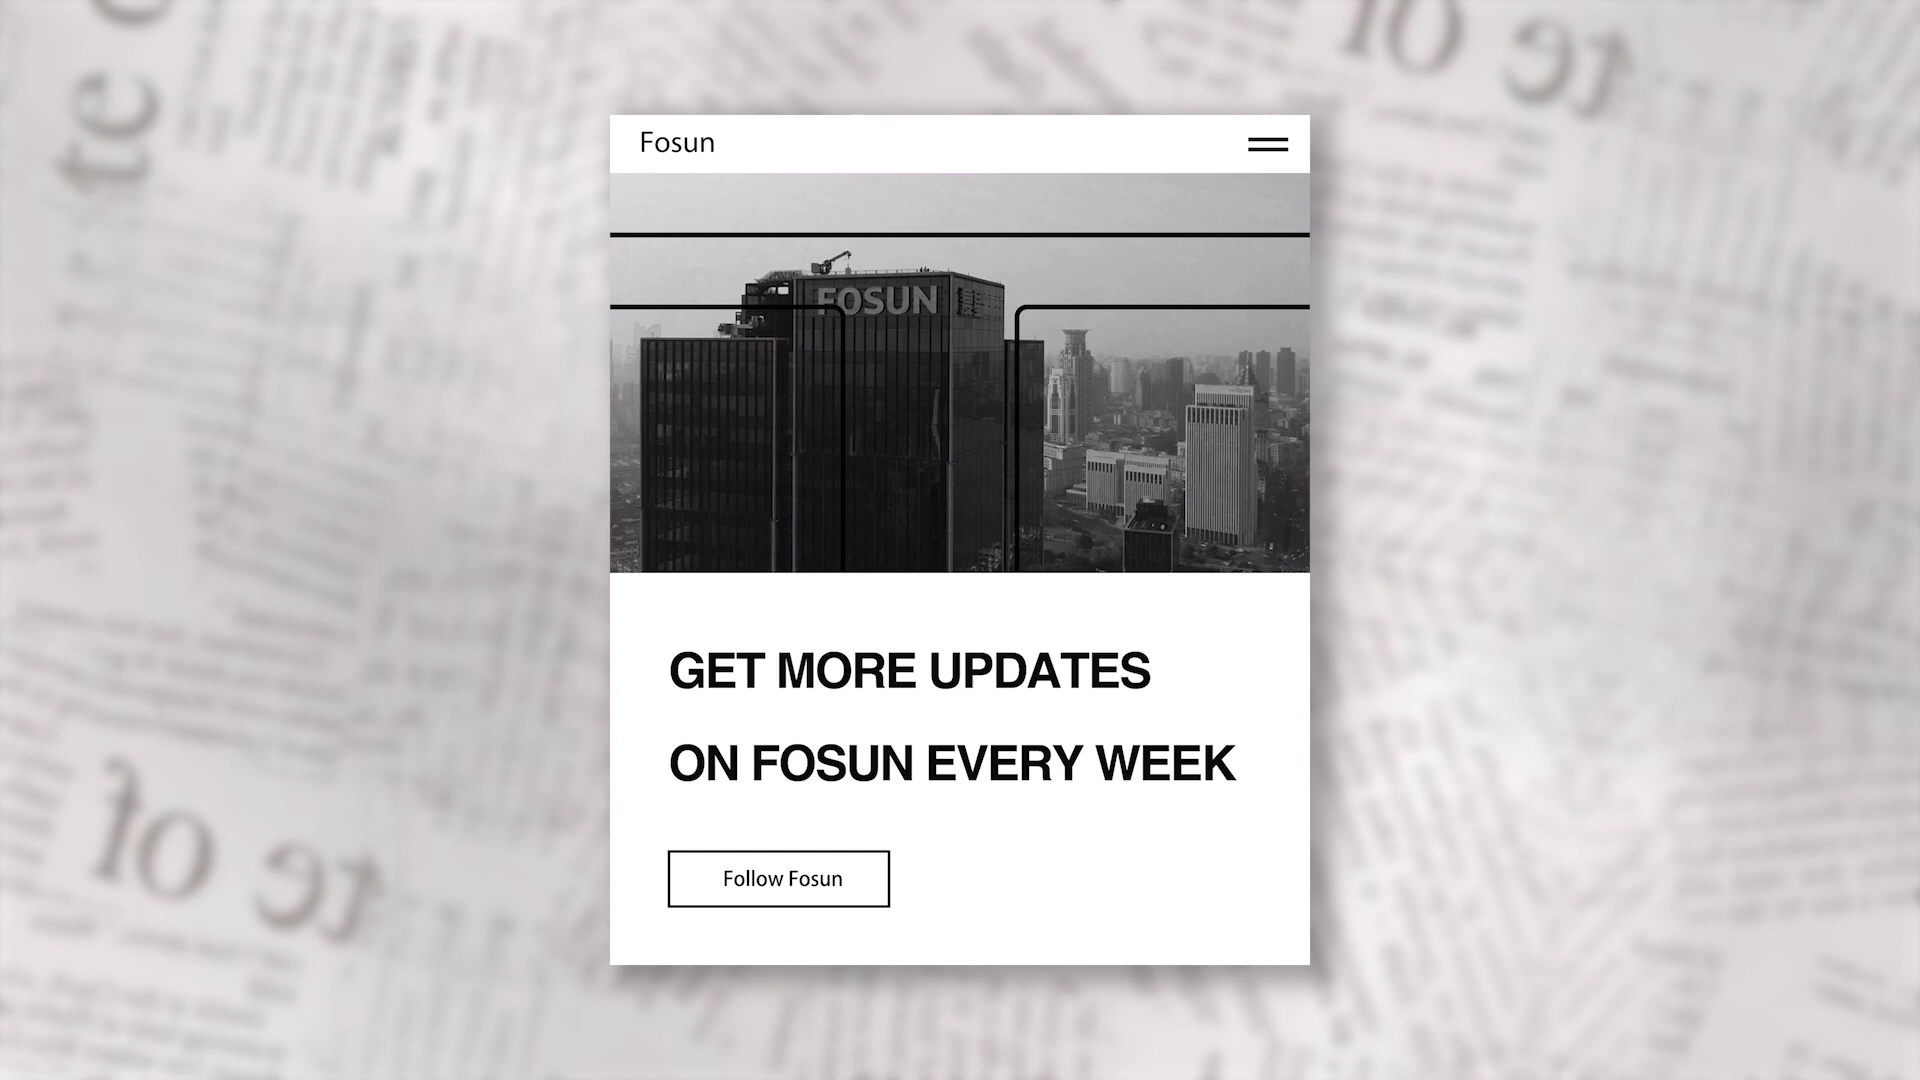 Fosun
FOSUN
GET MORE UPDATES
ON FOSUN EVERY WEEK
Follow Fosun